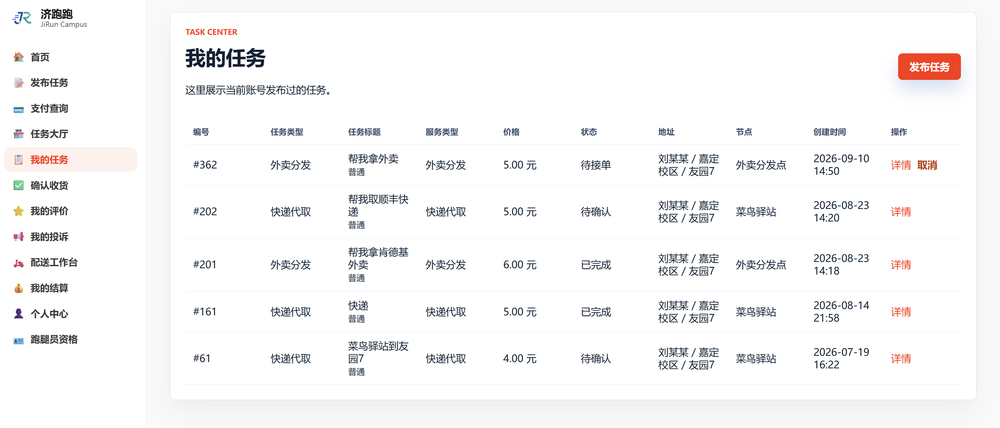 济跑跑
JiRun Campus
首页
发布任务
支付查询
任务大厅
我的任务
确认收货
我的评价
我的投诉
配送工作台
我的结算
个人中心
跑腿员资格
TASK CENTER
我的任务
这里展示当前账号发布过的任务。
发布任务
编号 任务类型 任务标题 服务类型 价格 状态 地址 节点 创建时间 操作
#362 外卖分发 帮我拿外卖 外卖分发 5.00 元 待接单 刘某某 / 嘉定 外卖分发点 2026-09-10 详情 取消
普通 校区 / 友园7 14:50
#202 快递代取 帮我取顺丰快 快递代取 5.00 元 待确认 刘某某 / 嘉定 菜鸟驿站 2026-08-23 详情
递 校区 / 友园7 14:20
普通
#201 外卖分发 帮我拿肯德基 外卖分发 6.00 元 已完成 刘某某 / 嘉定 外卖分发点 2026-08-23 详情
外卖 校区 / 友园7 14:18
普通
#161 快递代取 快递 快递代取 5.00 元 已完成 刘某某 / 嘉定 菜鸟驿站 2026-08-14 详情
普通 校区 / 友园7 21:58
#61 快递代取 菜鸟驿站到友 快递代取 4.00 元 待确认 刘某某 / 嘉定 菜鸟驿站 2026-07-19 详情
园7 校区 / 友园7 16:22
普通